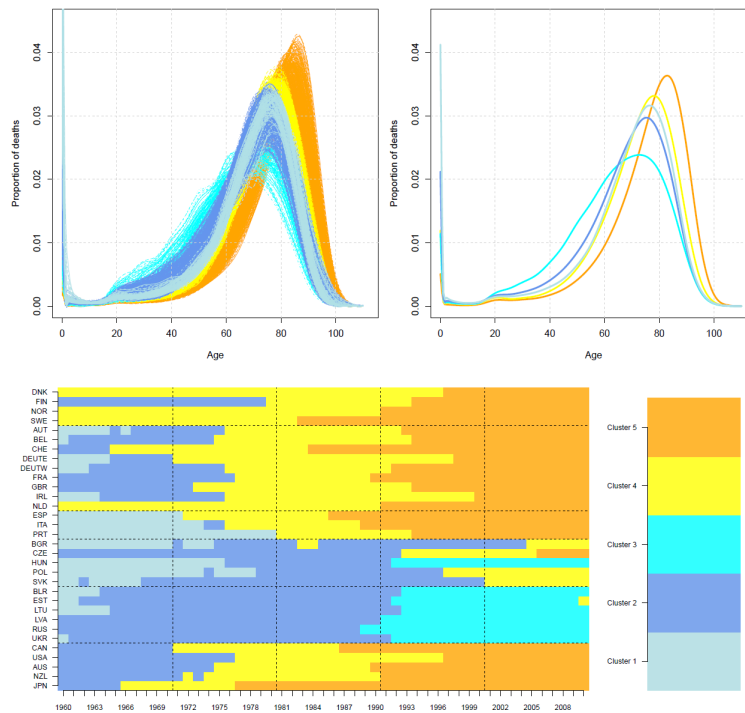 0.04
0.03
0.02
0.01
0.00
Proportion of deaths
0
20
40
60
80
100
Age
0.04
0.03
0.02
0.01
0.00
Proportion of deaths
0
20
40
60
80
100
Age
DNK
FIN
NOR
SWE
AUT
BEL
CHE
DEUTE
DEUTW
FRA
GBR
IRL
NLD
ESP
ITA
PRT
BGR
CZE
HUN
POL
SVK
BLR
EST
LTU
LVA
RUS
UKR
CAN
USA
AUS
NZL
JPN
1960 1963 1966 1969 1972 1975 1978 1981 1984 1987 1990 1993 1996 1999 2002 2005 2008
Cluster 5
Cluster 4
Cluster 3
Cluster 2
Cluster 1